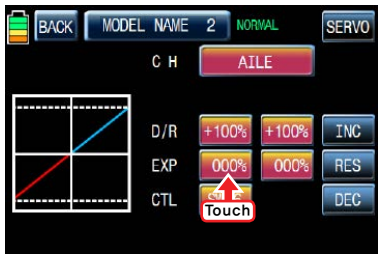 BACK MODEL NAME 2 NORMAL SERVO
C H AILE
D/R +100% +100% INC
EXP 000% 000% RES
CTL DEC
Touch